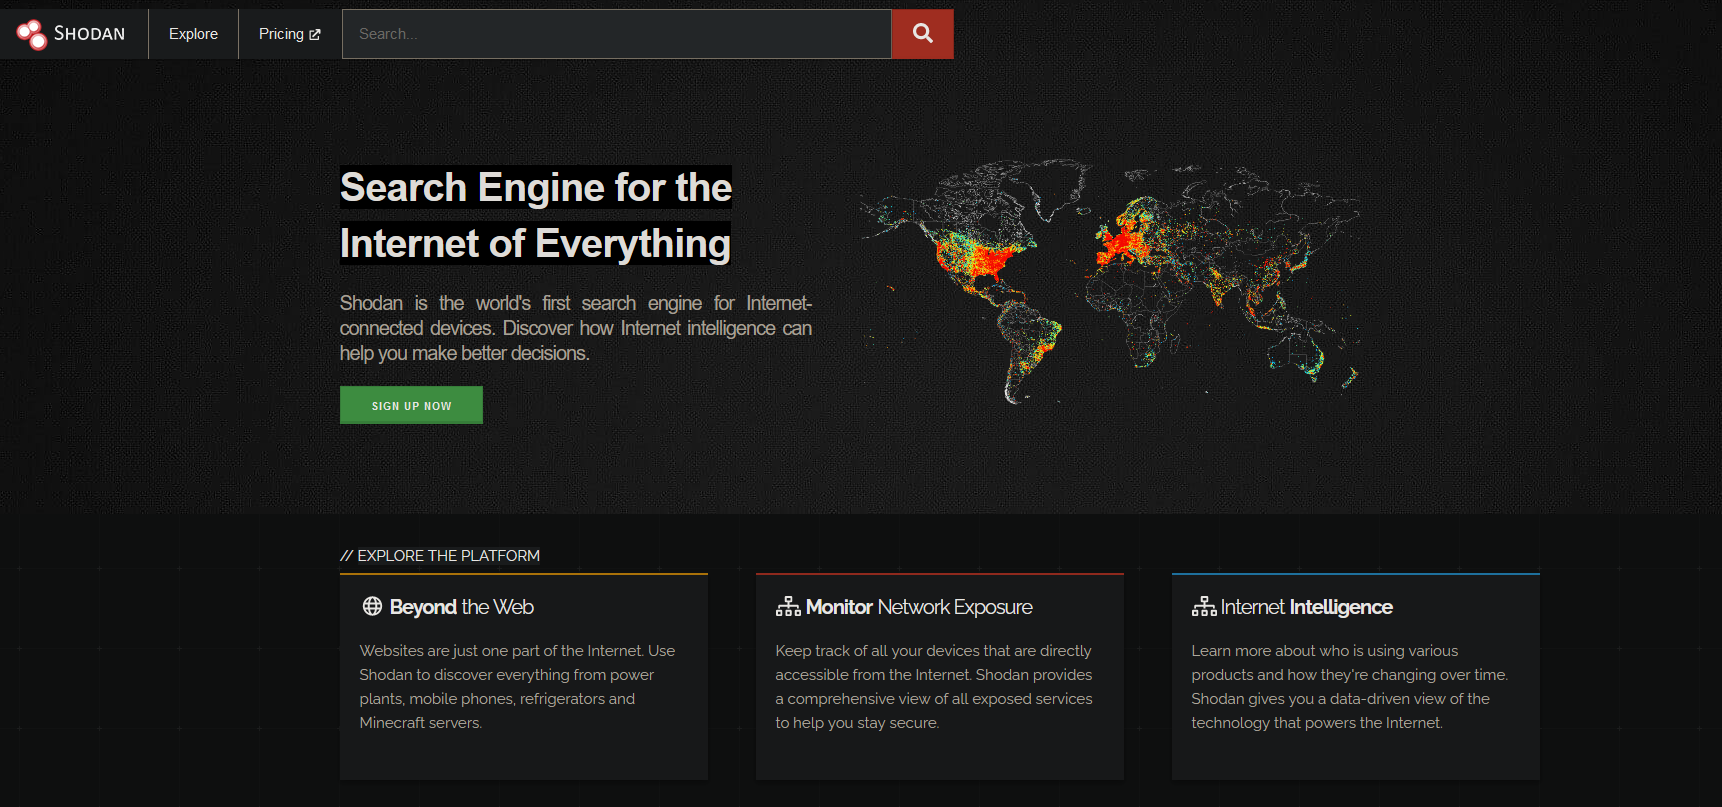 SHODAN
Explore
Pricing
Search...
Search Engine for the
Internet of Everything
Shodan is the world's first search engine for Internet-
connected devices. Discover how Internet intelligence can
help you make better decisions.
SIGN UP NOW
// EXPLORE THE PLATFORM
Beyond the Web
Websites are just one part of the Internet. Use
Shodan to discover everything from power
plants, mobile phones, refrigerators and
Minecraft servers.
Monitor Network Exposure
Keep track of all your devices that are directly
accessible from the Internet. Shodan provides
a comprehensive view of all exposed services
to help you stay secure.
Internet Intelligence
Learn more about who is using various
products and how they're changing over time.
Shodan gives you a data-driven view of the
technology that powers the Internet.